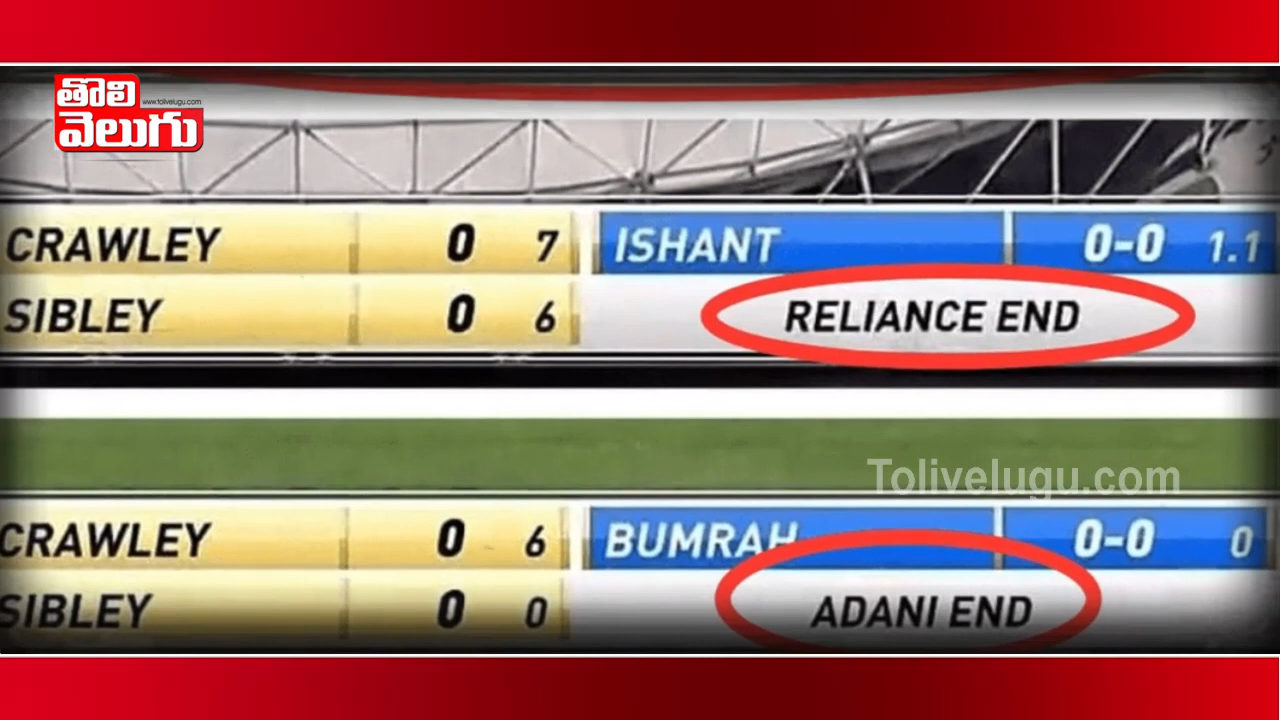 తొలి
www.tolivelugu.com
వెలుగు
CRAWLEY 0 7 ISHANT 0-0 1.1
SIBLEY 0 6 RELIANCE END
Tolivelugu.com
CRAWLEY 0 6 BUMRAH 0-0 0
SIBLEY 0 0 ADANI END